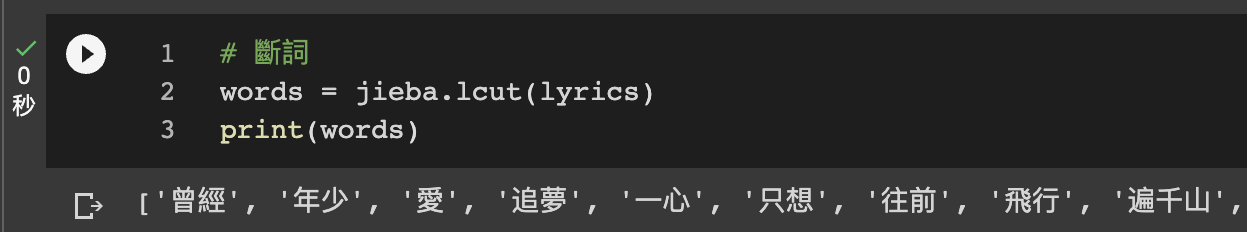 1 # 斷詞
0 2 words = jieba.lcut(lyrics)
秒 3 print(words)
['曾經', '年少', '愛', '追夢', '一心', '只想', '往前', '飛行', '遍千山',